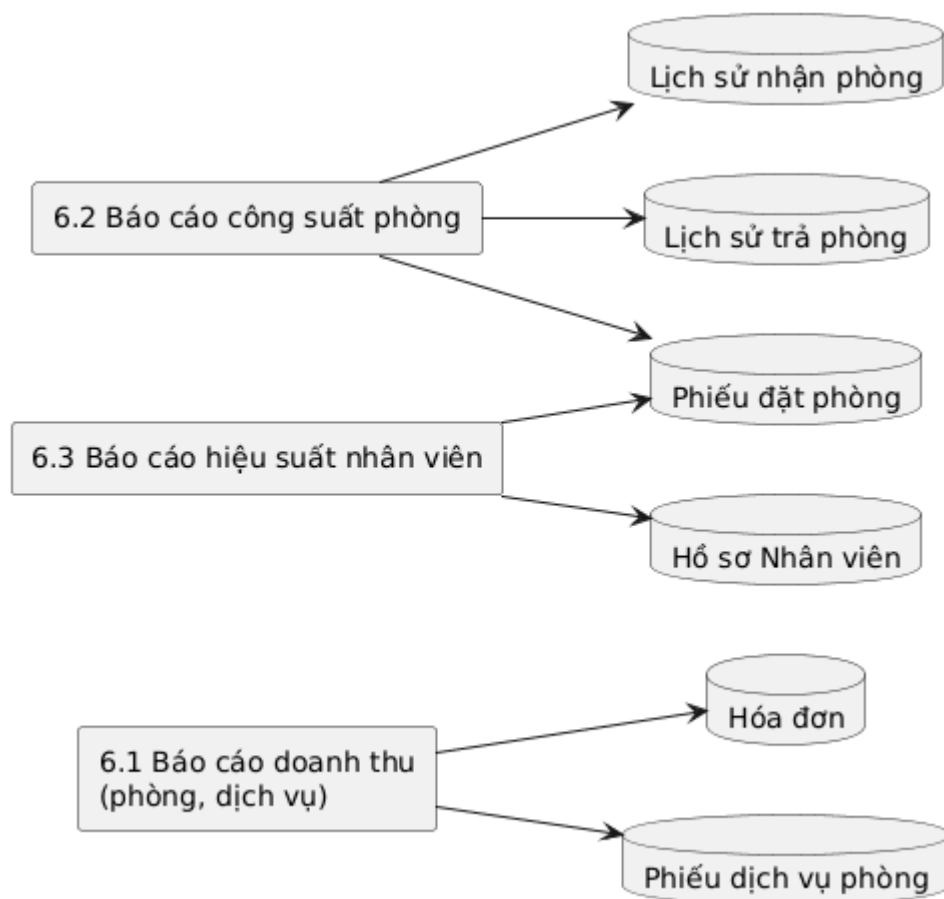 Lịch sử nhận phòng
6.2 Báo cáo công suất phòng
Lịch sử trả phòng
Phiếu đặt phòng
6.3 Báo cáo hiệu suất nhân viên
Hồ sơ Nhân viên
Hóa đơn
6.1 Báo cáo doanh thu
(phòng, dịch vụ)
Phiếu dịch vụ phòng